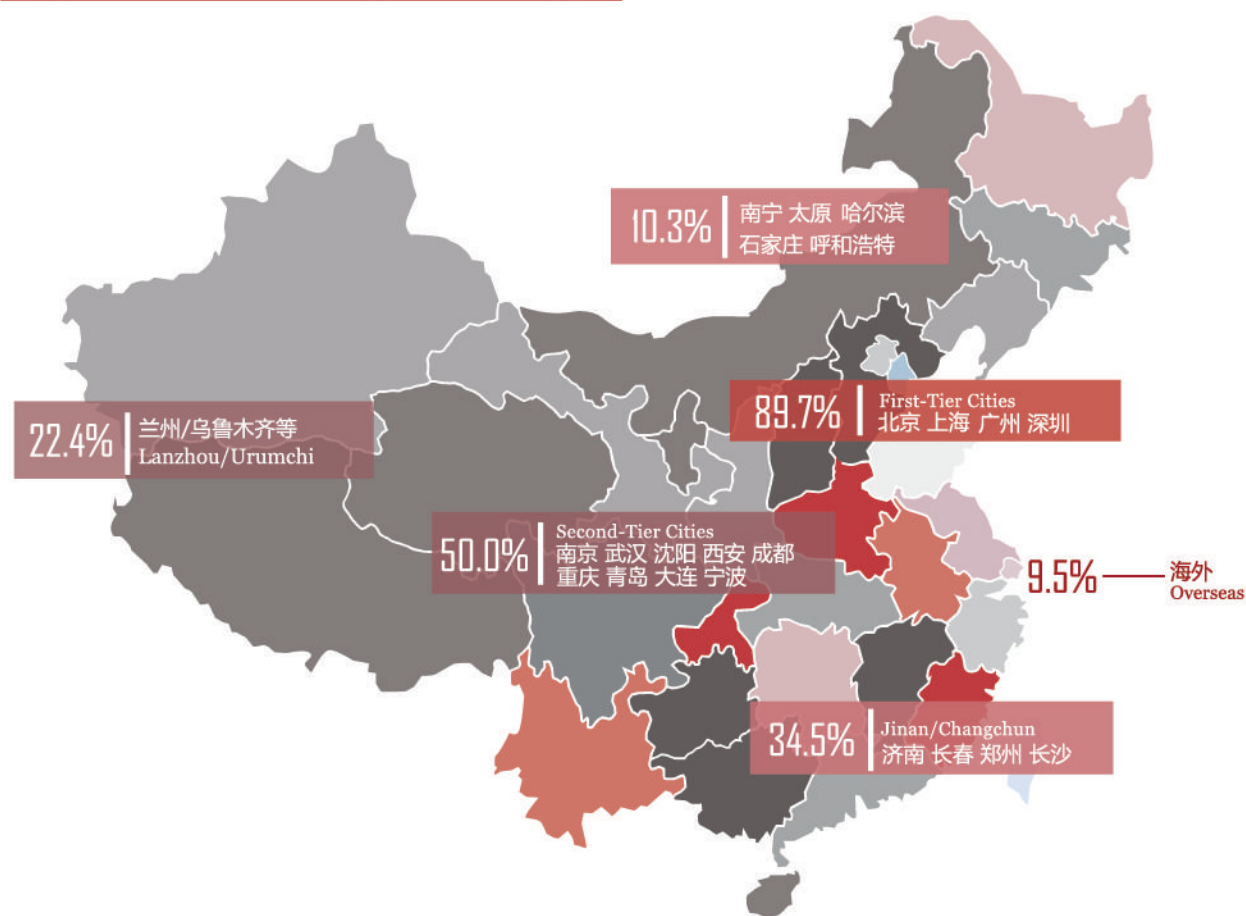 10.3%
南宁 太原 哈尔滨
石家庄 呼和浩特
89.7%
First-Tier Cities
北京 上海 广州 深圳
22.4%
兰州/乌鲁木齐等
Lanzhou/Urumchi
50.0%
Second-Tier Cities
南京 武汉 沈阳 西安 成都
重庆 青岛 大连 宁波
9.5%
海外
Overseas
34.5%
Jinan/Changchun
济南 长春 郑州 长沙